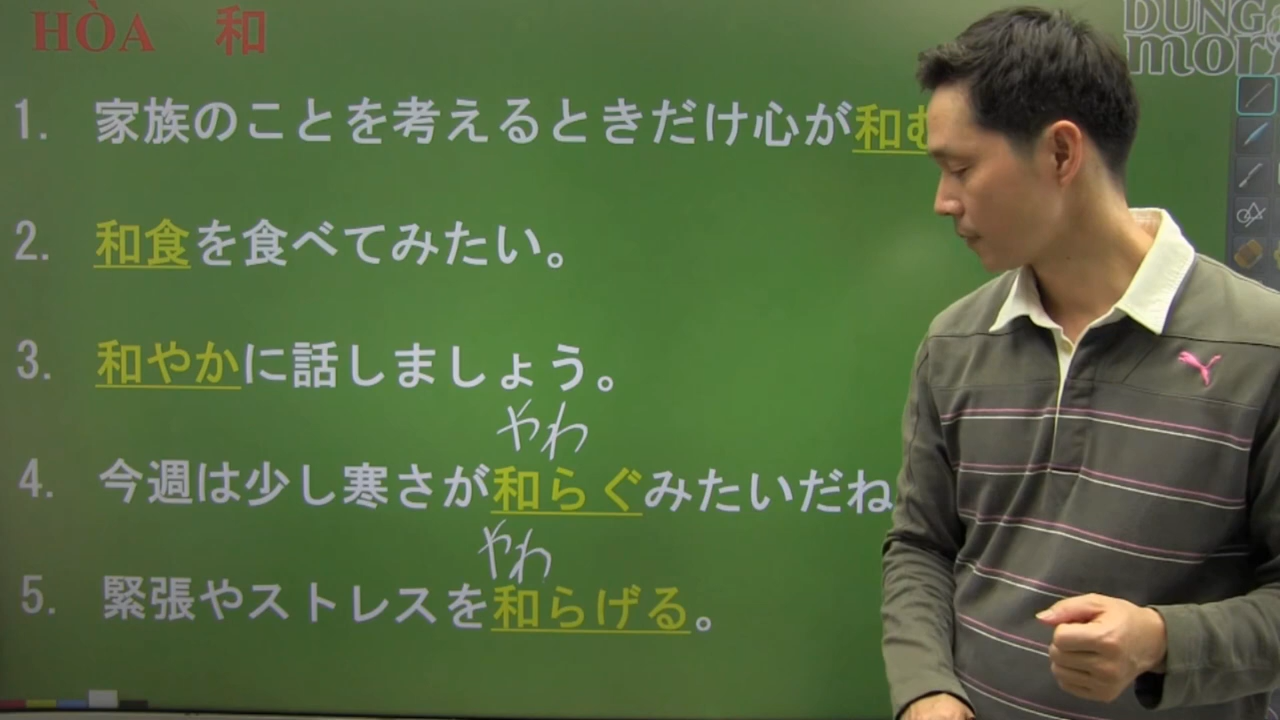 HÒA 和
DUNG
mori
1. 家族のことを考えるときだけ心が和む
2. 和食を食べてみたい。
3. 和やかに話しましょう。
やわ
4. 今週は少し寒さが和らぐみたいだね
やわ
5. 緊張やストレスを和らげる。